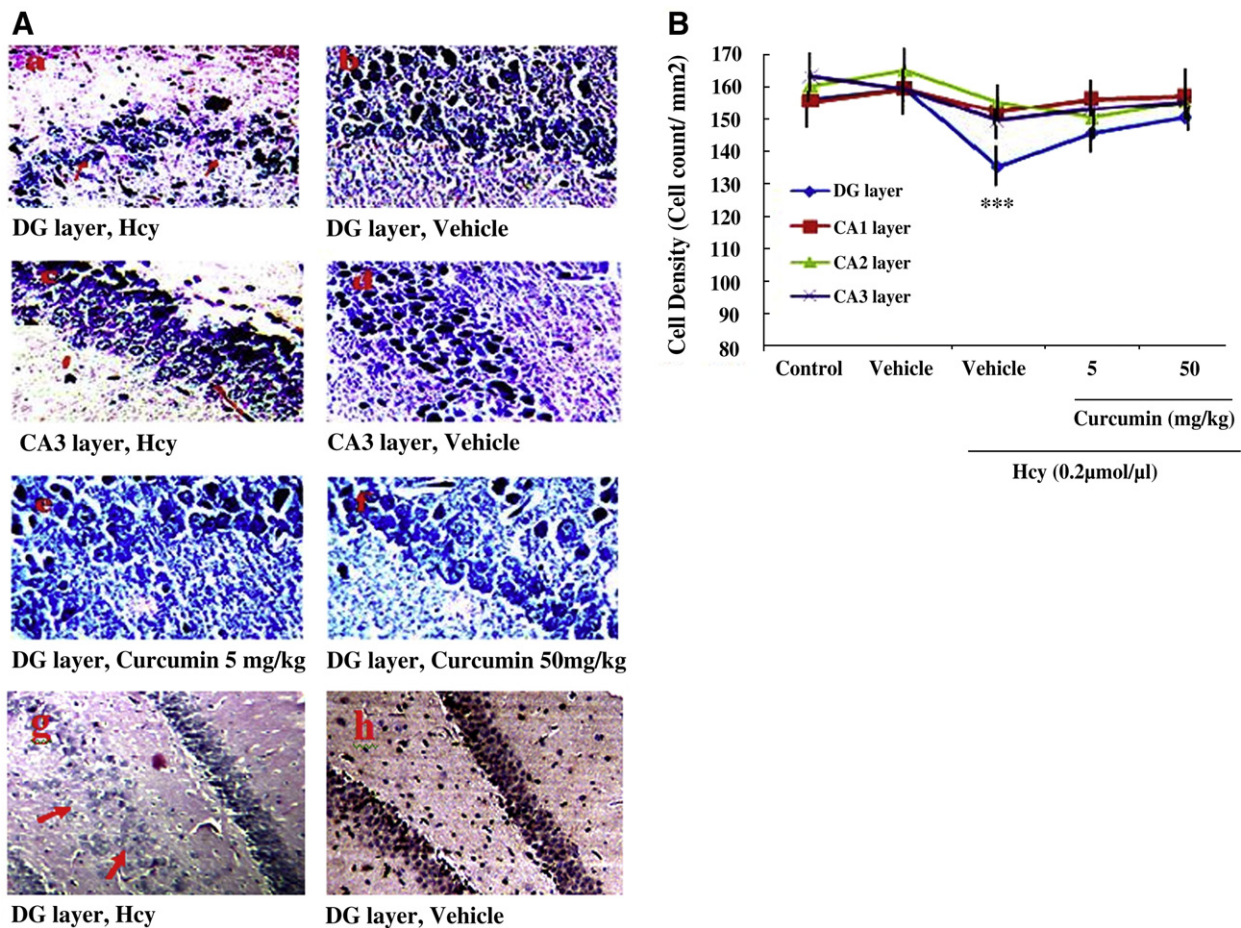 A
a
b
DG layer, Hcy
DG layer, Vehicle
c
d
CA3 layer, Hcy
CA3 layer, Vehicle
e
f
DG layer, Curcumin 5 mg/kg
DG layer, Curcumin 50mg/kg
g
h
DG layer, Hcy
DG layer, Vehicle
B
Cell Density (Cell count/ mm2)
170
160
150
140
130
120
110
100
90
80
***
DG layer
CA1 layer
CA2 layer
CA3 layer
Control
Vehicle
Vehicle
5
50
Curcumin (mg/kg)
Hcy (0.2µmol/µl)